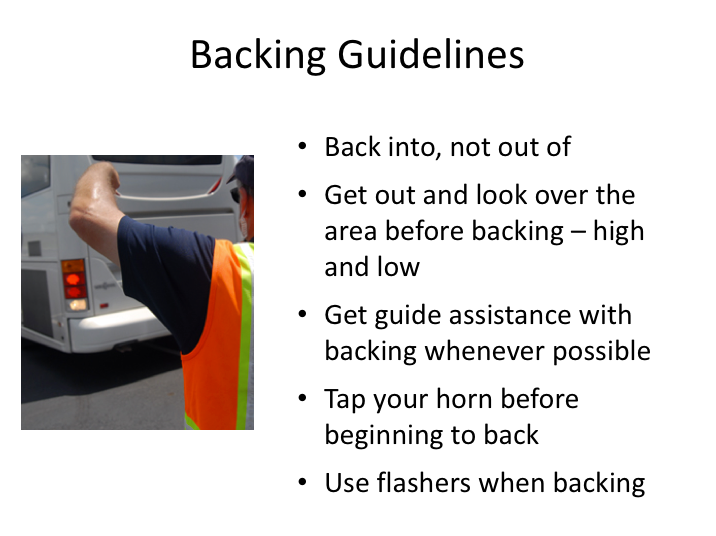 Backing Guidelines
• Back into, not out of
• Get out and look over the
area before backing – high
and low
• Get guide assistance with
backing whenever possible
• Tap your horn before
beginning to back
• Use flashers when backing